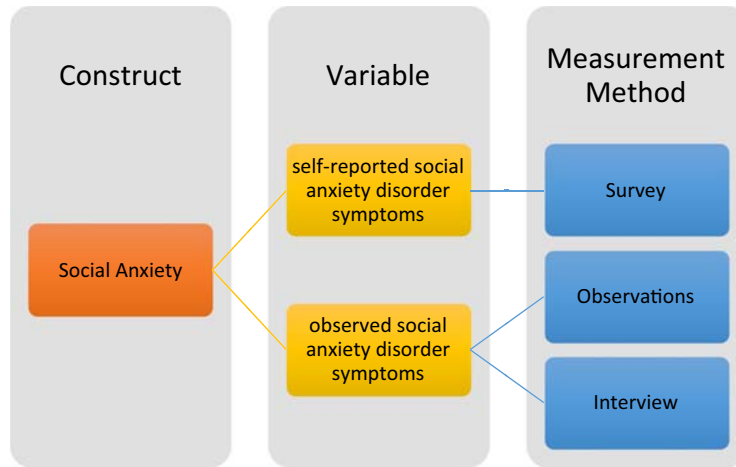 Construct
Variable
Measurement
Method
Social Anxiety
self-reported social
anxiety disorder
symptoms
observed social
anxiety disorder
symptoms
Survey
Observations
Interview